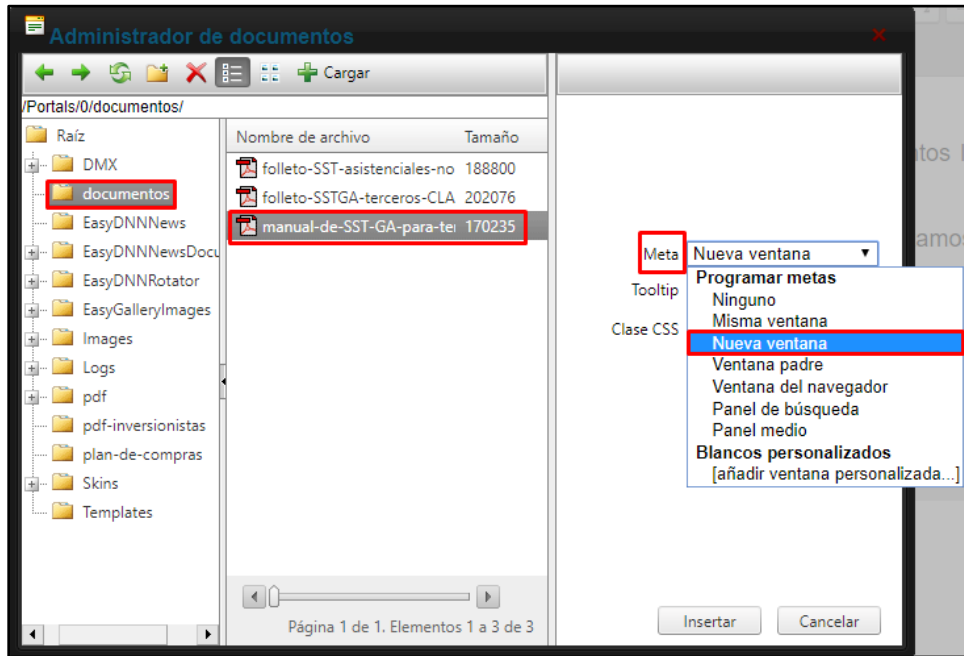 Administrador de documentos
Cargar
/Portals/0/documentos/
Raíz
DMX
documentos
EasyDNNNews
EasyDNNNewsDocu
EasyDNNRotator
EasyGalleryImages
Images
Logs
pdf
pdf-inversionistas
plan-de-compras
Skins
Templates
Nombre de archivo Tamaño
folleto-SST-asistenciales-no 188800
folleto-SSTGA-terceros-CLA 202076
manual-de-SST-GA-para-ter 170235
Página 1 de 1. Elementos 1 a 3 de 3
Meta Nueva ventana
Tooltip
Clase CSS
Programar metas
Ninguno
Misma ventana
Nueva ventana
Ventana padre
Ventana del navegador
Panel de búsqueda
Panel medio
Blancos personalizados
[añadir ventana personalizada...]
Insertar Cancelar